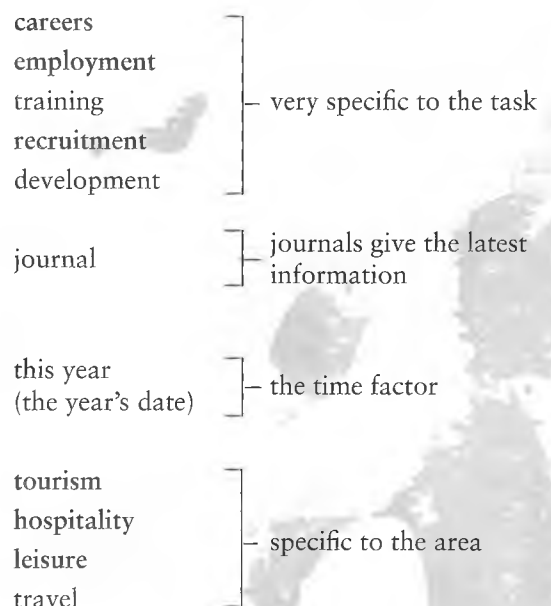 careers
employment
training
very specific to the task
recruitment
development
journal
journals give the latest
information
this year
(the year's date)
the time factor
tourism
hospitality
leisure
specific to the area
travel